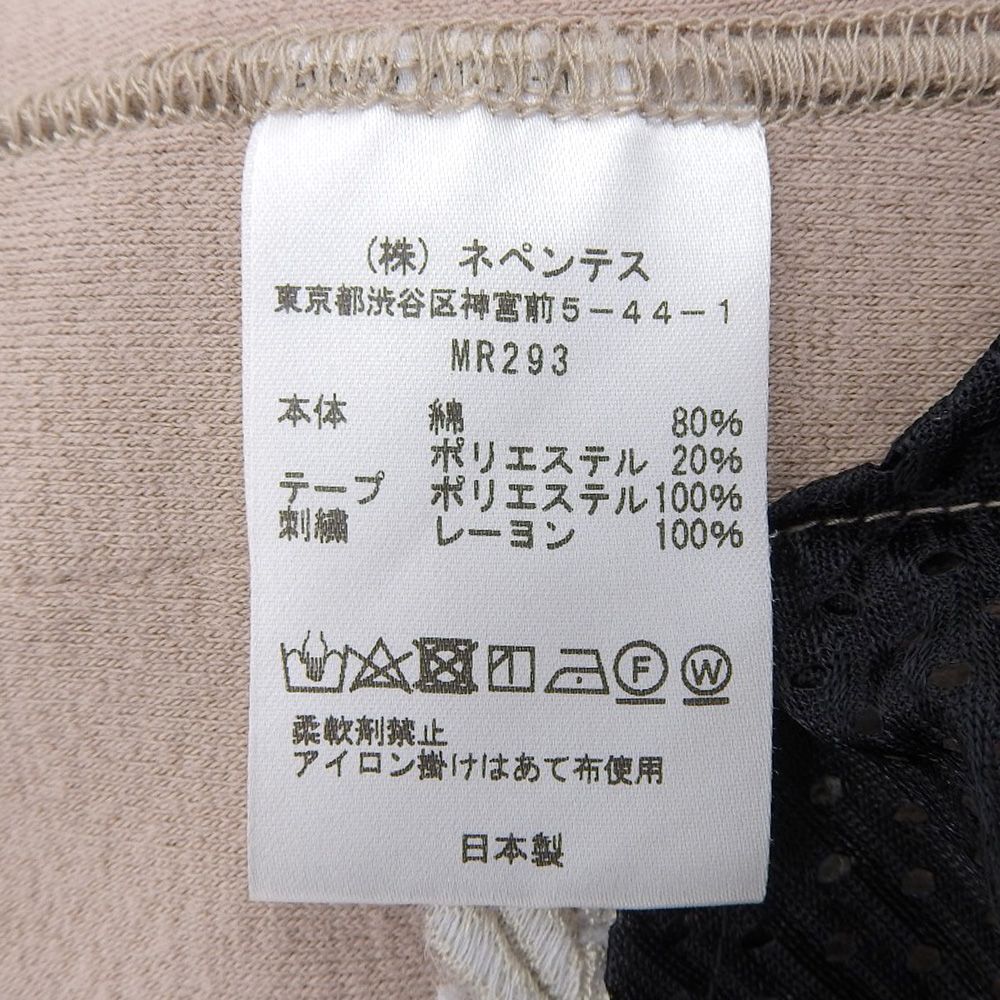 (株) ネペンテス
東京都渋谷区神宮前5-44-1
MR293
本体 綿 80%
ポリエステル 20%
テープ ポリエステル 100%
刺繍 レーヨン 100%
F W
柔軟剤禁止
アイロン掛けはあて布使用
日本製